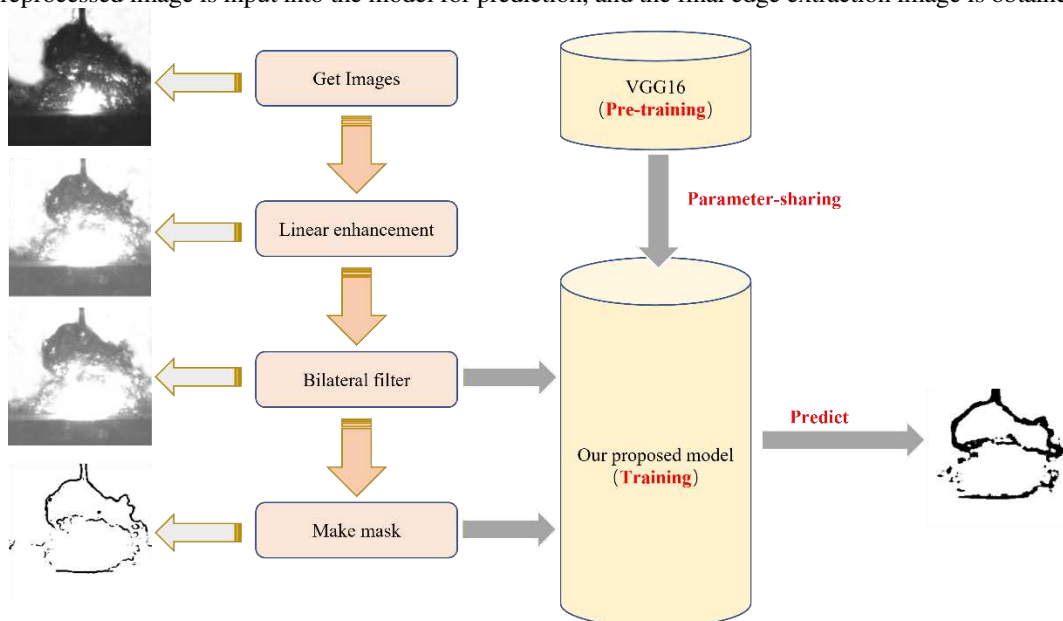 reprocessed image is input into the model for prediction, and the final edge extraction image is obtaine
Get Images
Linear enhancement
Bilateral filter
Make mask
VGG16
(Pre-training)
Parameter-sharing
Our proposed model
(Training)
Predict